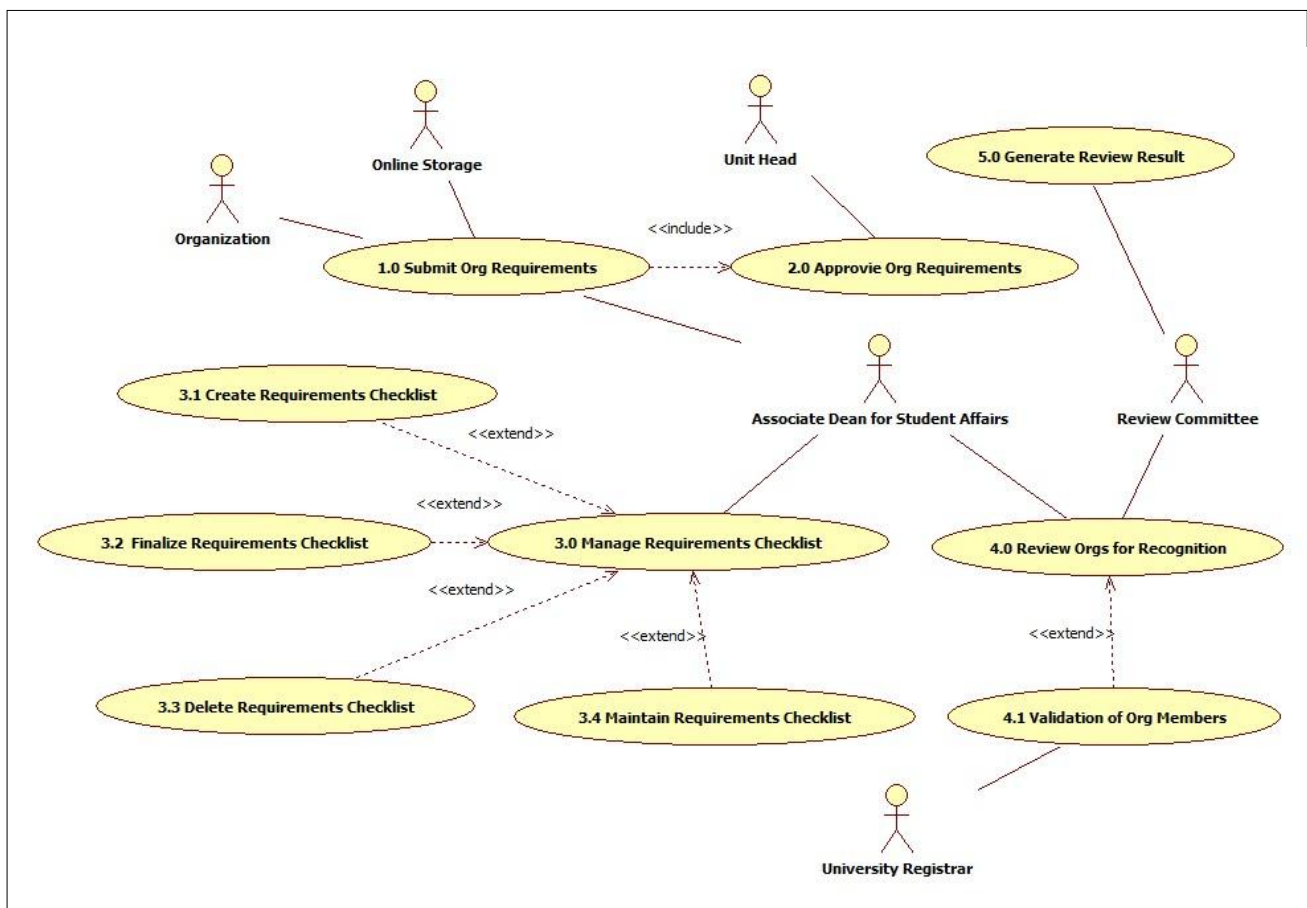 Online Storage
Unit Head
5.0 Generate Review Result
Organization
<<include>>
1.0 Submit Org Requirements
2.0 Approvie Org Requirements
3.1 Create Requirements Checklist
Associate Dean for Student Affairs
Review Committee
<<extend>>
<<extend>>
3.2 Finalize Requirements Checklist
3.0 Manage Requirements Checklist
4.0 Review Orgs for Recognition
<<extend>>
<<extend>>
<<extend>>
3.3 Delete Requirements Checklist
3.4 Maintain Requirements Checklist
4.1 Validation of Org Members
University Registrar